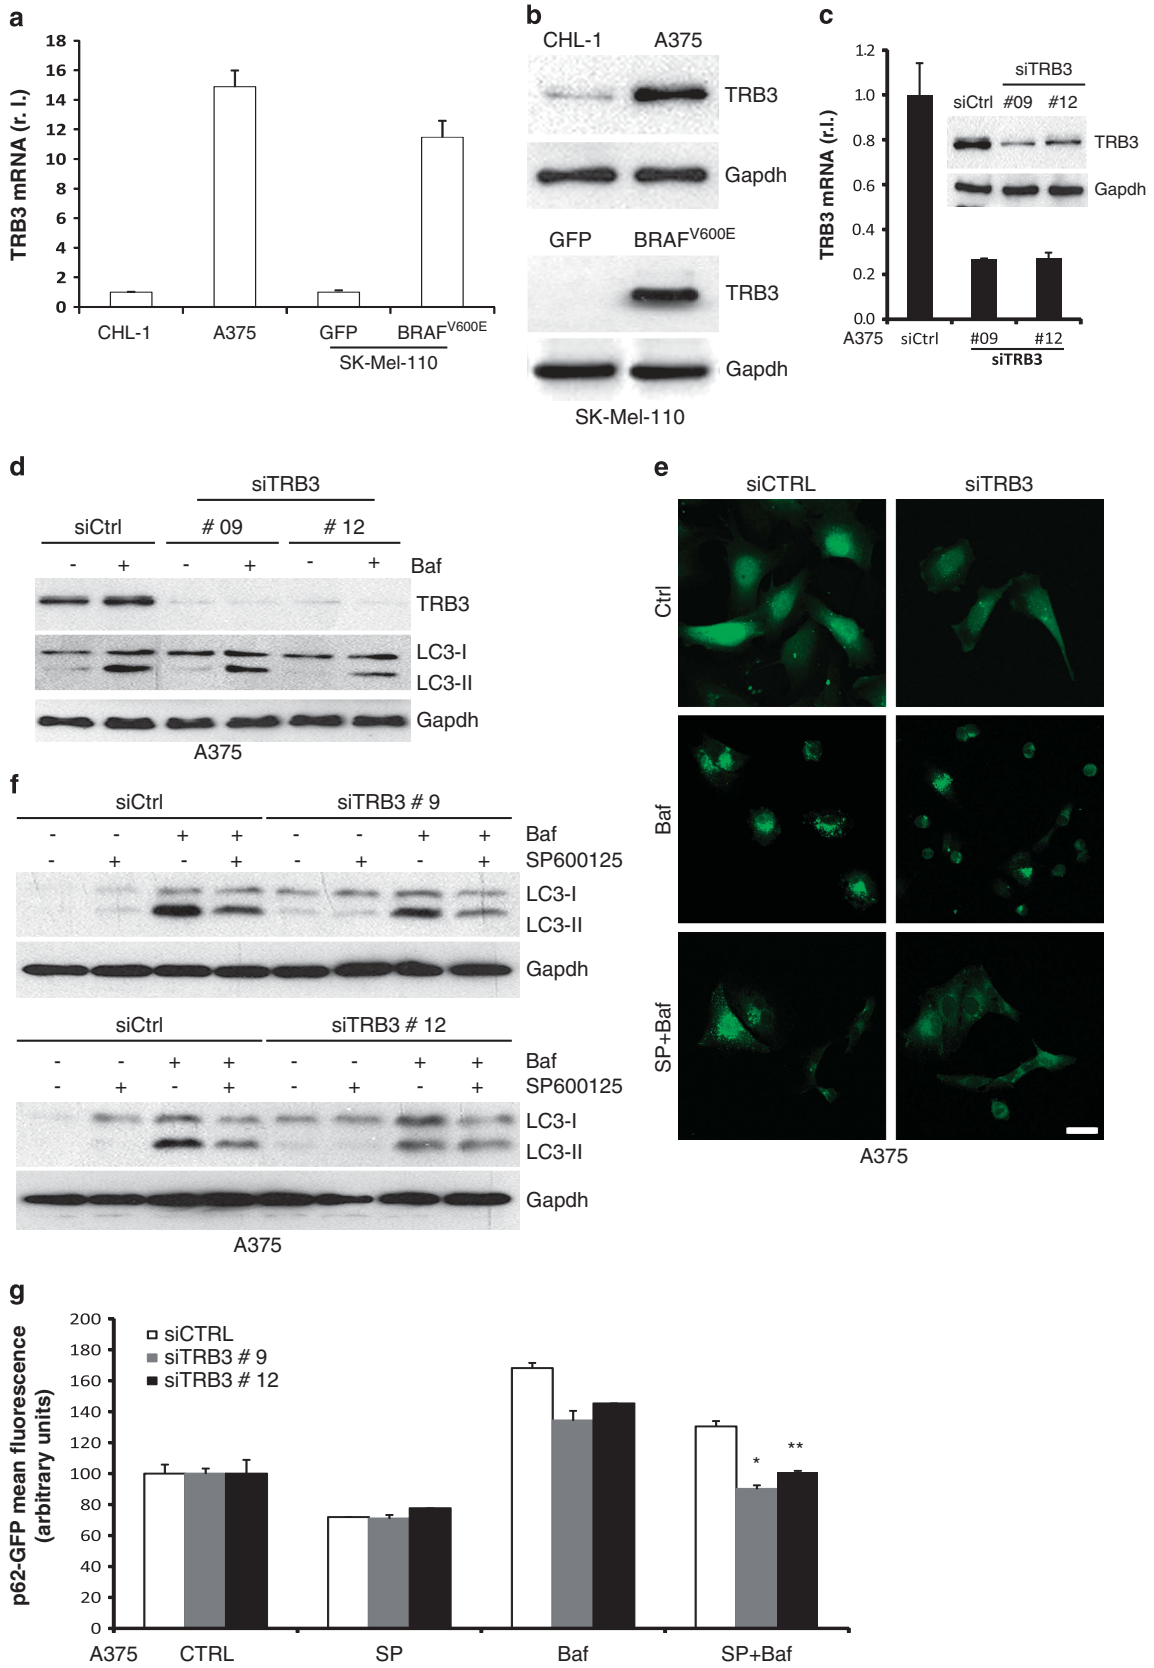 a
TRB3 mRNA (r. l.)
18
16
14
12
10
8
6
4
2
0
CHL-1 A375 GFP BRAFV600E
SK-Mel-110
b
CHL-1 A375
TRB3
Gapdh
GFP BRAFV600E
TRB3
Gapdh
SK-Mel-110
c
TRB3 mRNA (r.l.)
1.2
1.0
0.8
0.6
0.4
0.2
0.0
siTRB3
siCtrl #09 #12
TRB3
Gapdh
A375 siCtrl #09 #12
siTRB3
d
siTRB3
siCtrl # 09 # 12
- + - + - + Baf
TRB3
LC3-I
LC3-II
Gapdh
A375
e
siCTRL siTRB3
Ctrl
Baf
SP+Baf
A375
f
siCtrl siTRB3 # 9
- - + + - - + + Baf
- + - + - + - + SP600125
LC3-I
LC3-II
Gapdh
siCtrl siTRB3 # 12
- - + + - - + + Baf
- + - + - + - + SP600125
LC3-I
LC3-II
Gapdh
A375
g
p62-GFP mean fluorescence
(arbitrary units)
200
180
160
140
120
100
80
60
40
20
0
siCTRL
siTRB3 # 9
siTRB3 # 12
* **
A375 CTRL SP Baf SP+Baf